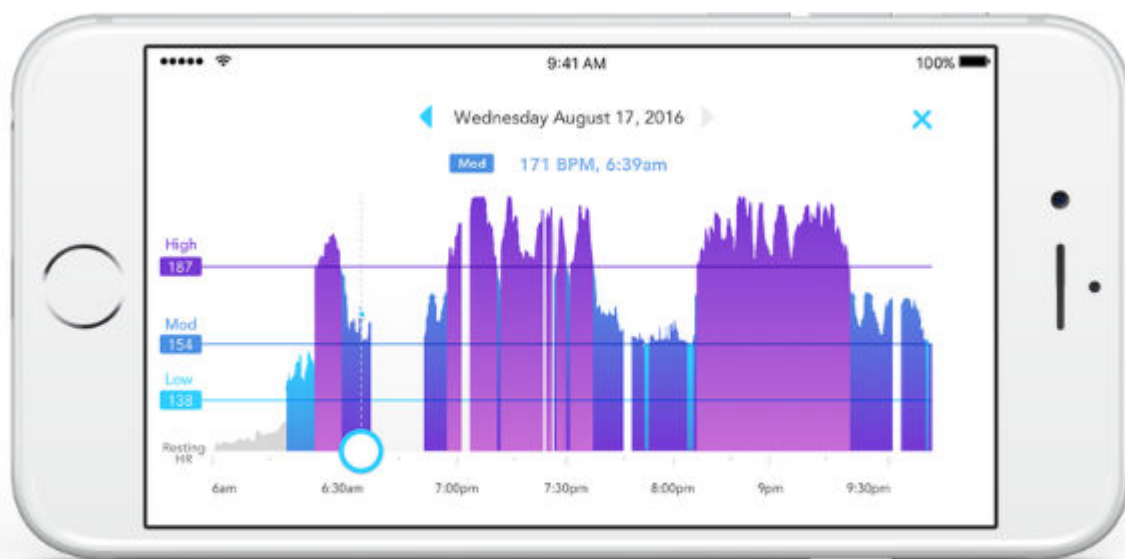 9:41 AM
100%
Wednesday August 17, 2016
Mod 171 BPM, 6:39am
High
187
Mod
154
Low
138
Resting
HR
6am 6:30am 7:00pm 7:30pm 8:00pm 9pm 9:30pm